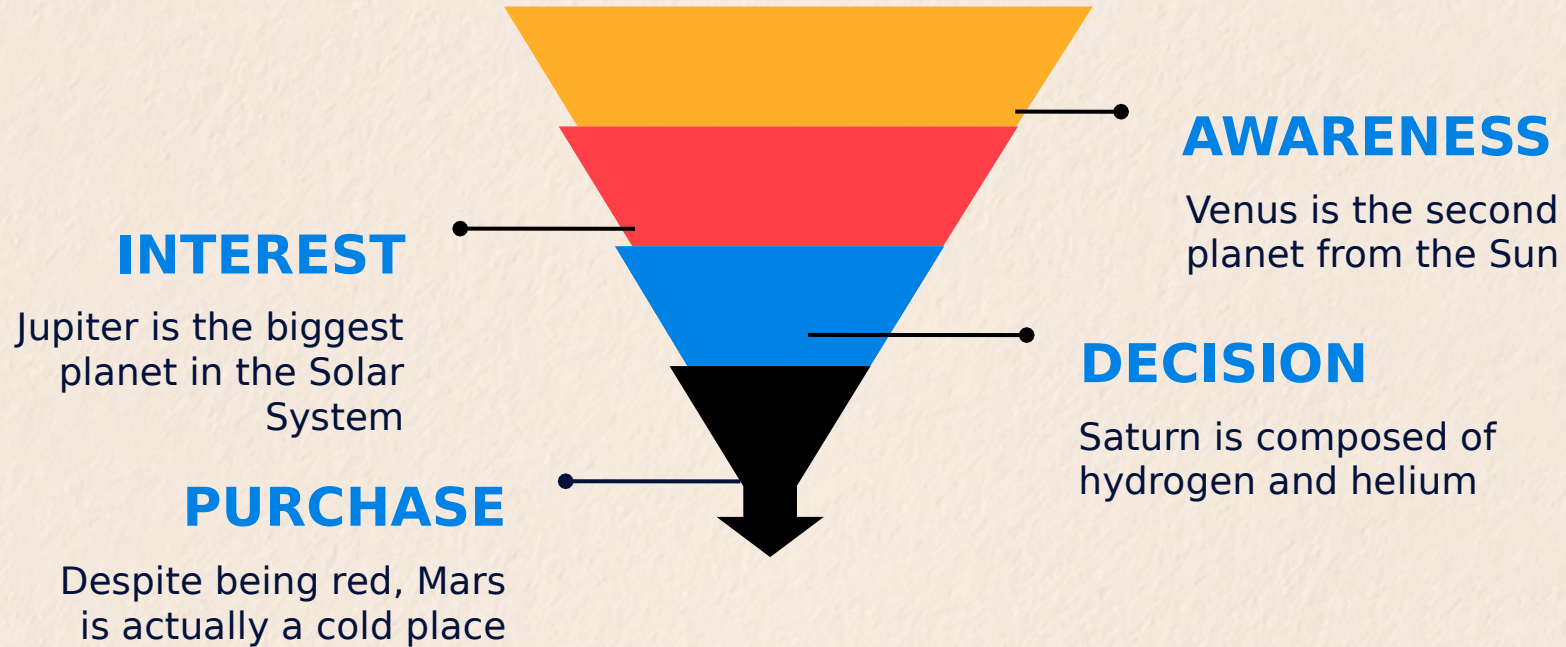 AWARENESS
Venus is the second
planet from the Sun
INTEREST
Jupiter is the biggest
planet in the Solar
System
DECISION
Saturn is composed of
hydrogen and helium
PURCHASE
Despite being red, Mars
is actually a cold place